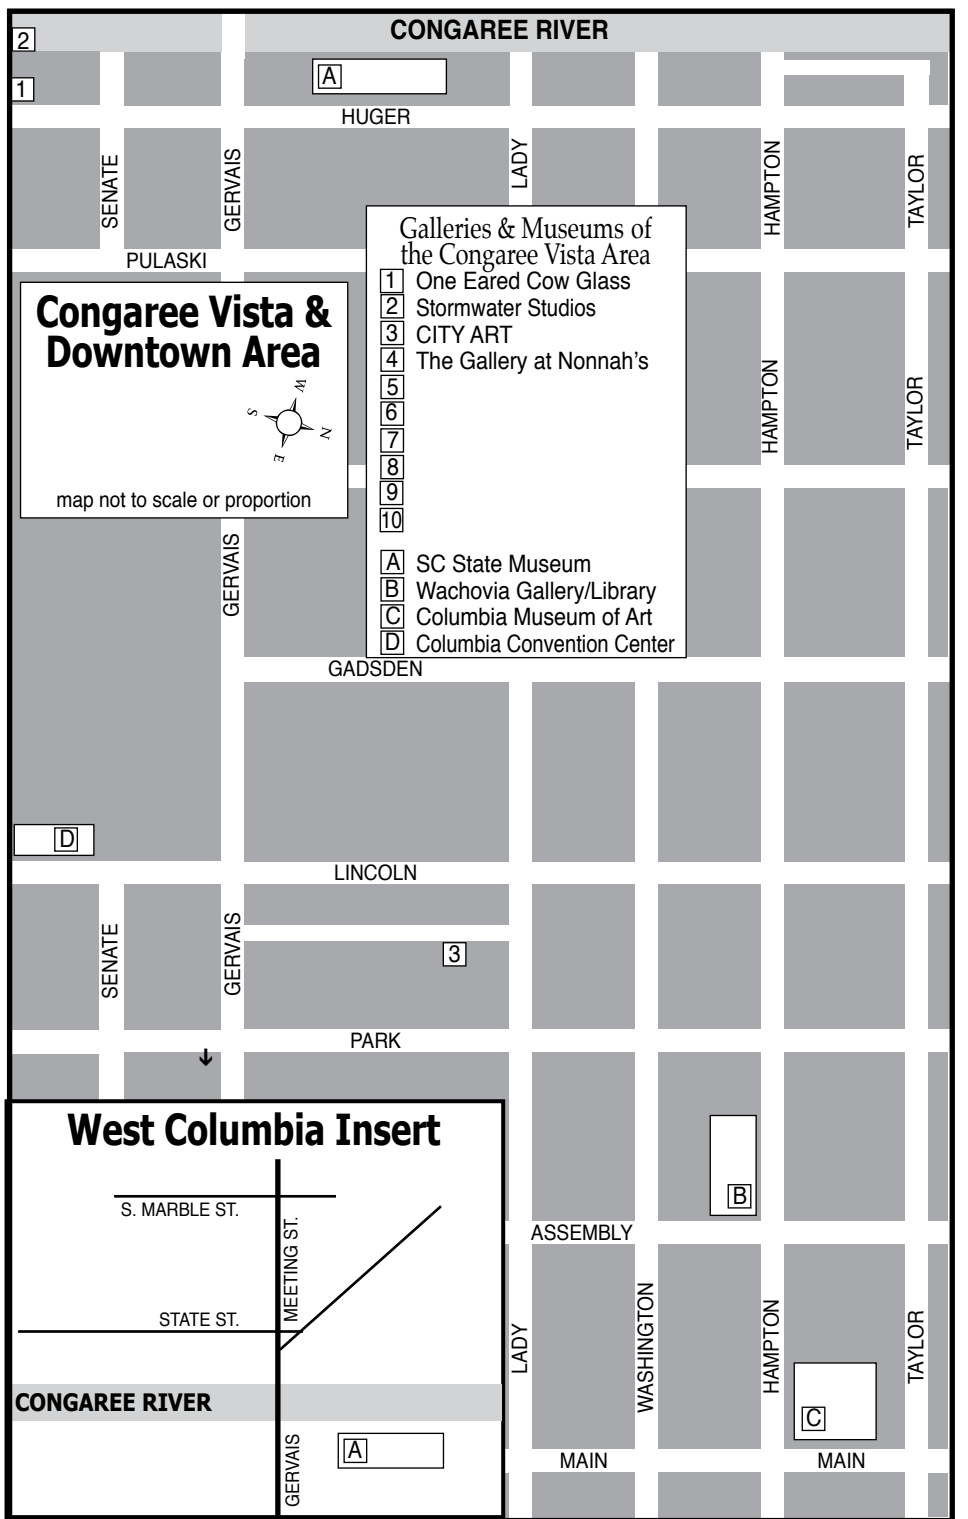 CONGAREE RIVER
2
A
1
HUGER
SENATE
GERVAIS
LADY
HAMPTON
TAYLOR
PULASKI
Galleries & Museums of
the Congaree Vista Area
1 One Eared Cow Glass
2 Stormwater Studios
3 CITY ART
4 The Gallery at Nonnah's
5
6
7
8
9
10
A SC State Museum
B Wachovia Gallery/Library
C Columbia Museum of Art
D Columbia Convention Center
Congaree Vista &
Downtown Area
W
S
N
E
map not to scale or proportion
HAMPTON
TAYLOR
GERVAIS
GADSDEN
D
LINCOLN
SENATE
GERVAIS
3
PARK
West Columbia Insert
S. MARBLE ST.
MEETING ST.
STATE ST.
CONGAREE RIVER
GERVAIS
A
B
ASSEMBLY
LADY
WASHINGTON
HAMPTON
TAYLOR
C
MAIN
MAIN